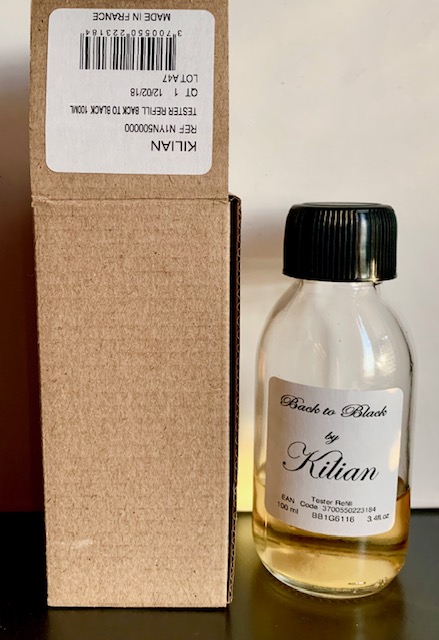 KILIAN
REF N1YN500000
TESTER REFILL BACK TO BLACK 100ML
QT 1 12/02/18
LOT A47
3 700550 223184
MADE IN FRANCE
Back to Black
by
Kilian
Tester Refill
EAN Code 3700550223184
100 ml BB1G6116 3.4fl.oz